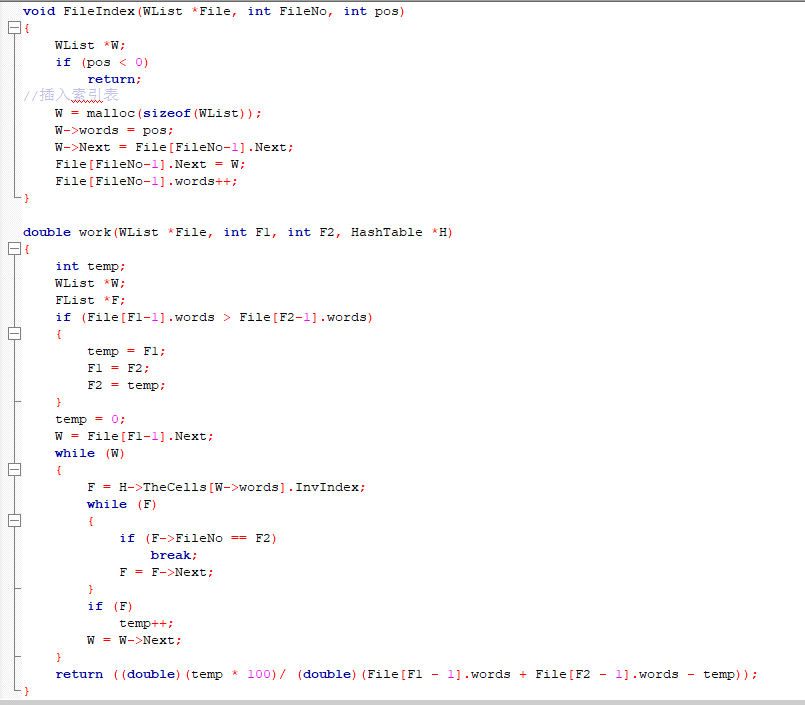 void FileIndex(WList *File, int FileNo, int pos)
{
    WList *W;
    if (pos < 0)
        return;
//插入索引表
    W = malloc(sizeof(WList));
    W->words = pos;
    W->Next = File[FileNo-1].Next;
    File[FileNo-1].Next = W;
    File[FileNo-1].words++;
}

double work(WList *File, int F1, int F2, HashTable *H)
{
    int temp;
    WList *W;
    FList *F;
    if (File[F1-1].words > File[F2-1].words)
    {
        temp = F1;
        F1 = F2;
        F2 = temp;
    }
    temp = 0;
    W = File[F1-1].Next;
    while (W)
    {
        F = H->TheCells[W->words].InvIndex;
        while (F)
        {
            if (F->FileNo == F2)
                break;
            F = F->Next;
        }
        if (F)
            temp++;
        W = W->Next;
    }
    return ((double)(temp * 100)/ (double)(File[F1 - 1].words + File[F2 - 1].words - temp));
}